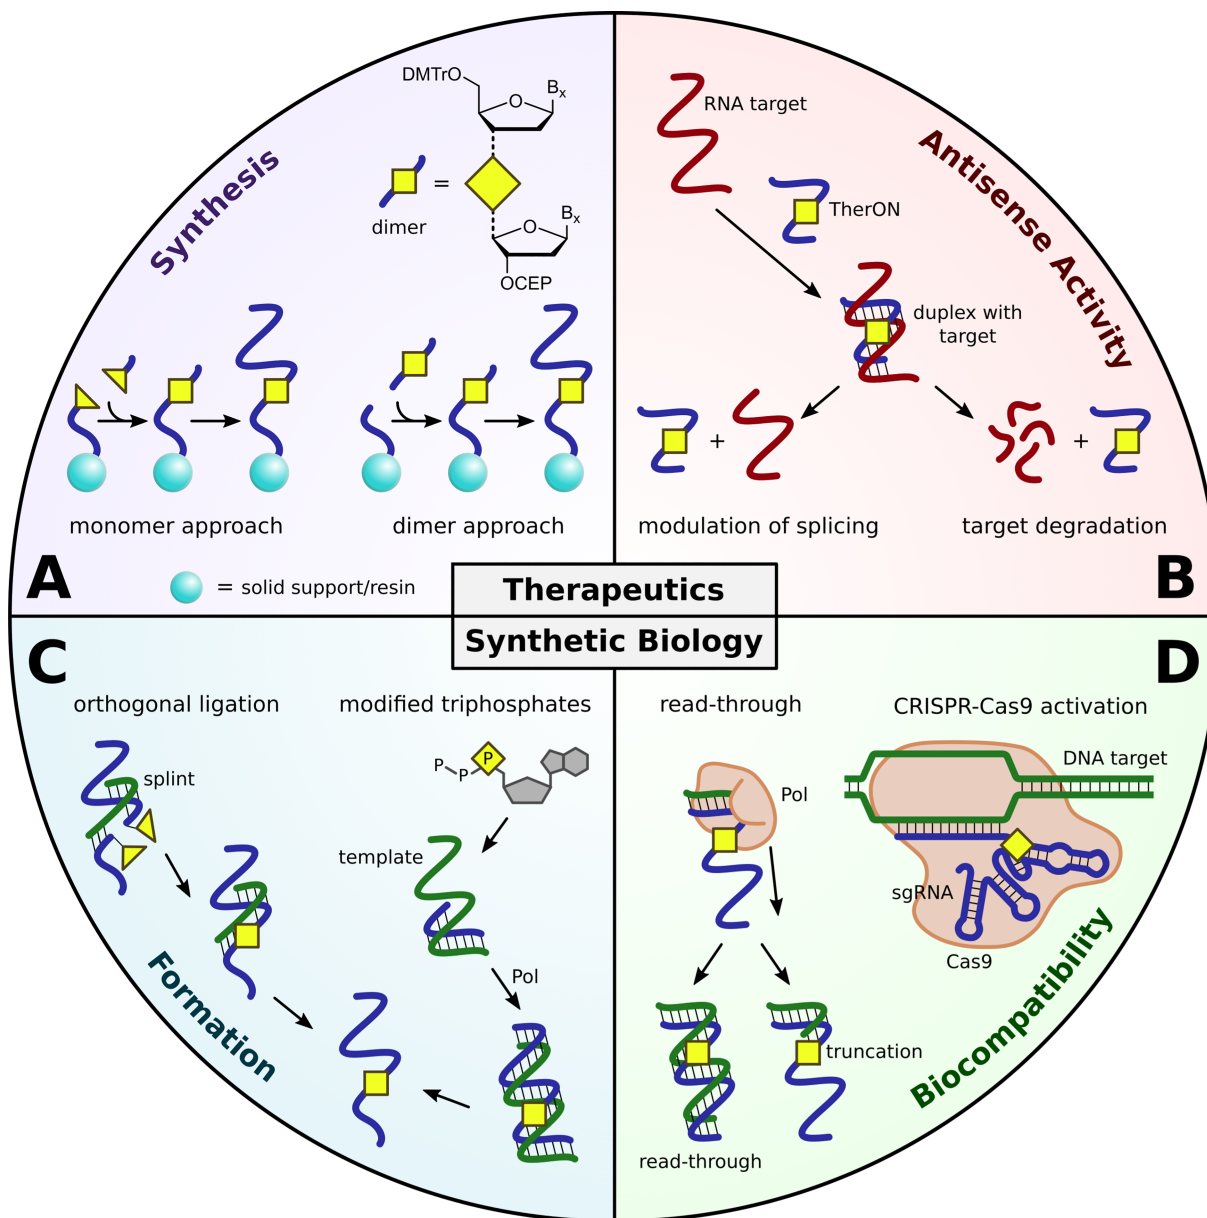 Synthesis
DMTrO
O
Bx
dimer
=
O
Bx
OCEP
monomer approach
dimer approach
A
= solid support/resin
RNA target
Antisense Activity
TherON
duplex with
target
+
+
modulation of splicing
target degradation
B
Therapeutics
Synthetic Biology
C
orthogonal ligation
modified triphosphates
splint
P
P
P
template
Pol
Formation
D
read-through
CRISPR-Cas9 activation
DNA target
Pol
sgRNA
Cas9
truncation
read-through
Biocompatibility